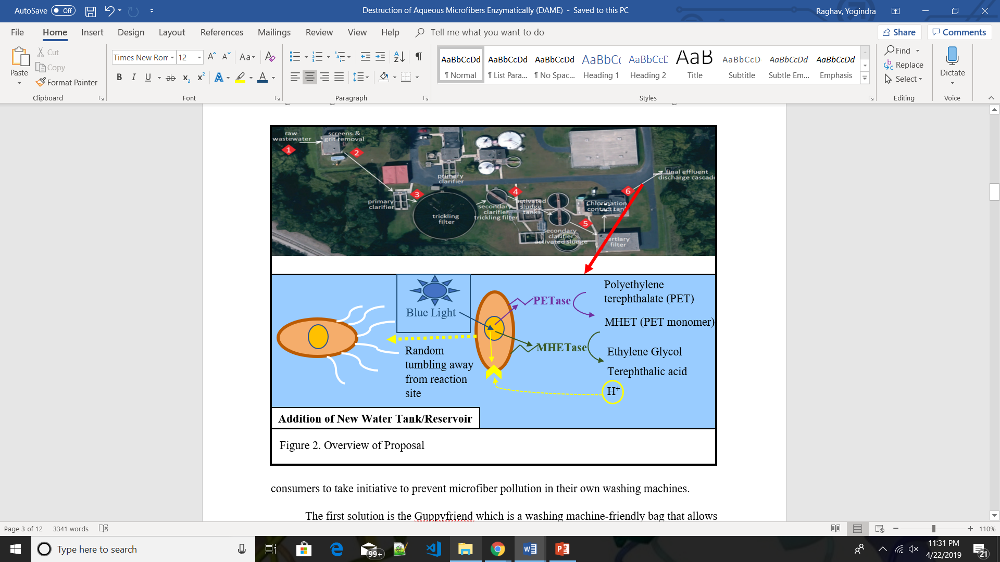 AutoSave Off
Destruction of Aqueous Microfibers Enzymatically (DAME) - Saved to this PC
Raghav, Yogindra
File Home Insert Design Layout References Mailings Review View Help Tell me what you want to do
Share Comments
Paste
Cut
Copy
Format Painter
Clipboard
Times New Ron 12
Aa
B I U ab x₂ x² A A
Font
Paragraph
AaBbCcDd AaBbCcDd AaBbCcDd AaBbC AaBbCcE AaB AaBbCcD AaBbCcDd AaBbCcDd
¶ Normal ¶ List Para... ¶ No Spac... Heading 1 Heading 2 Title Subtitle Subtle Em... Emphasis
Styles
Find
Replace
Select
Editing
Dictate
Voice
raw
wastewater
1
screens &
grit removal
2
primary
clarifier
final effluent
discharge cascade
3
4
6
primary
clarifier
trickling
filter
secondary
clarifier
trickling filter
activated
sludge
tanks
Chlorination
contact tank
5
secondary
clarifier
activated sludge
tertiary
filter
Blue Light
PETase
Polyethylene
terephthalate (PET)
MHET (PET monomer)
MHETase
Ethylene Glycol
Terephthalic acid
H⁺
Random
tumbling away
from reaction
site
Addition of New Water Tank/Reservoir
Figure 2. Overview of Proposal
consumers to take initiative to prevent microfiber pollution in their own washing machines.
The first solution is the Guppyfriend which is a washing machine-friendly bag that allows
Page 3 of 12 3341 words
110%
Type here to search
99+
11:31 PM
4/22/2019
21